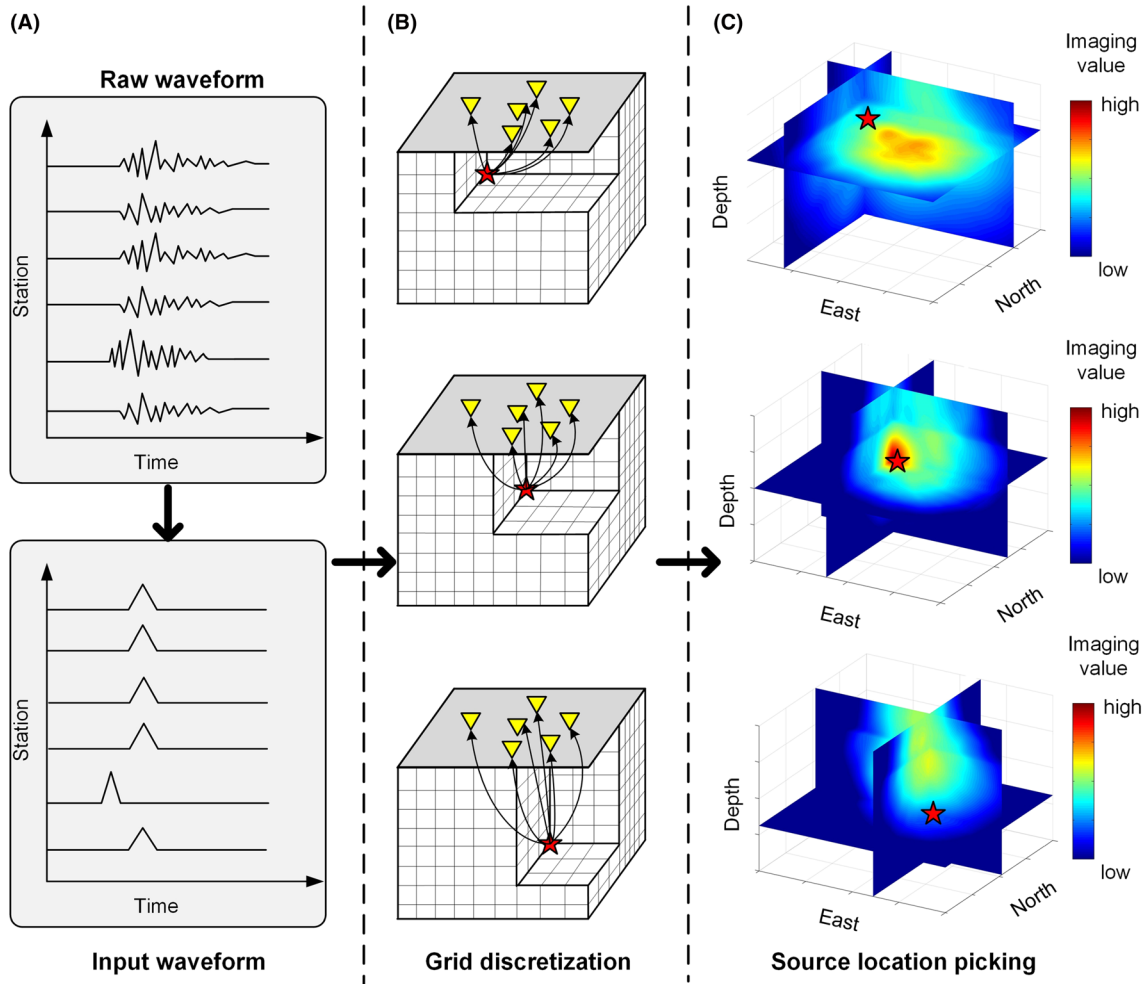 (A)
Raw waveform
Station
Time
Station
Time
Input waveform
(B)
Grid discretization
(C)
Imaging
value
high
low
Depth
East
North
Imaging
value
high
low
Depth
East
North
Imaging
value
high
low
Depth
East
North
Source location picking